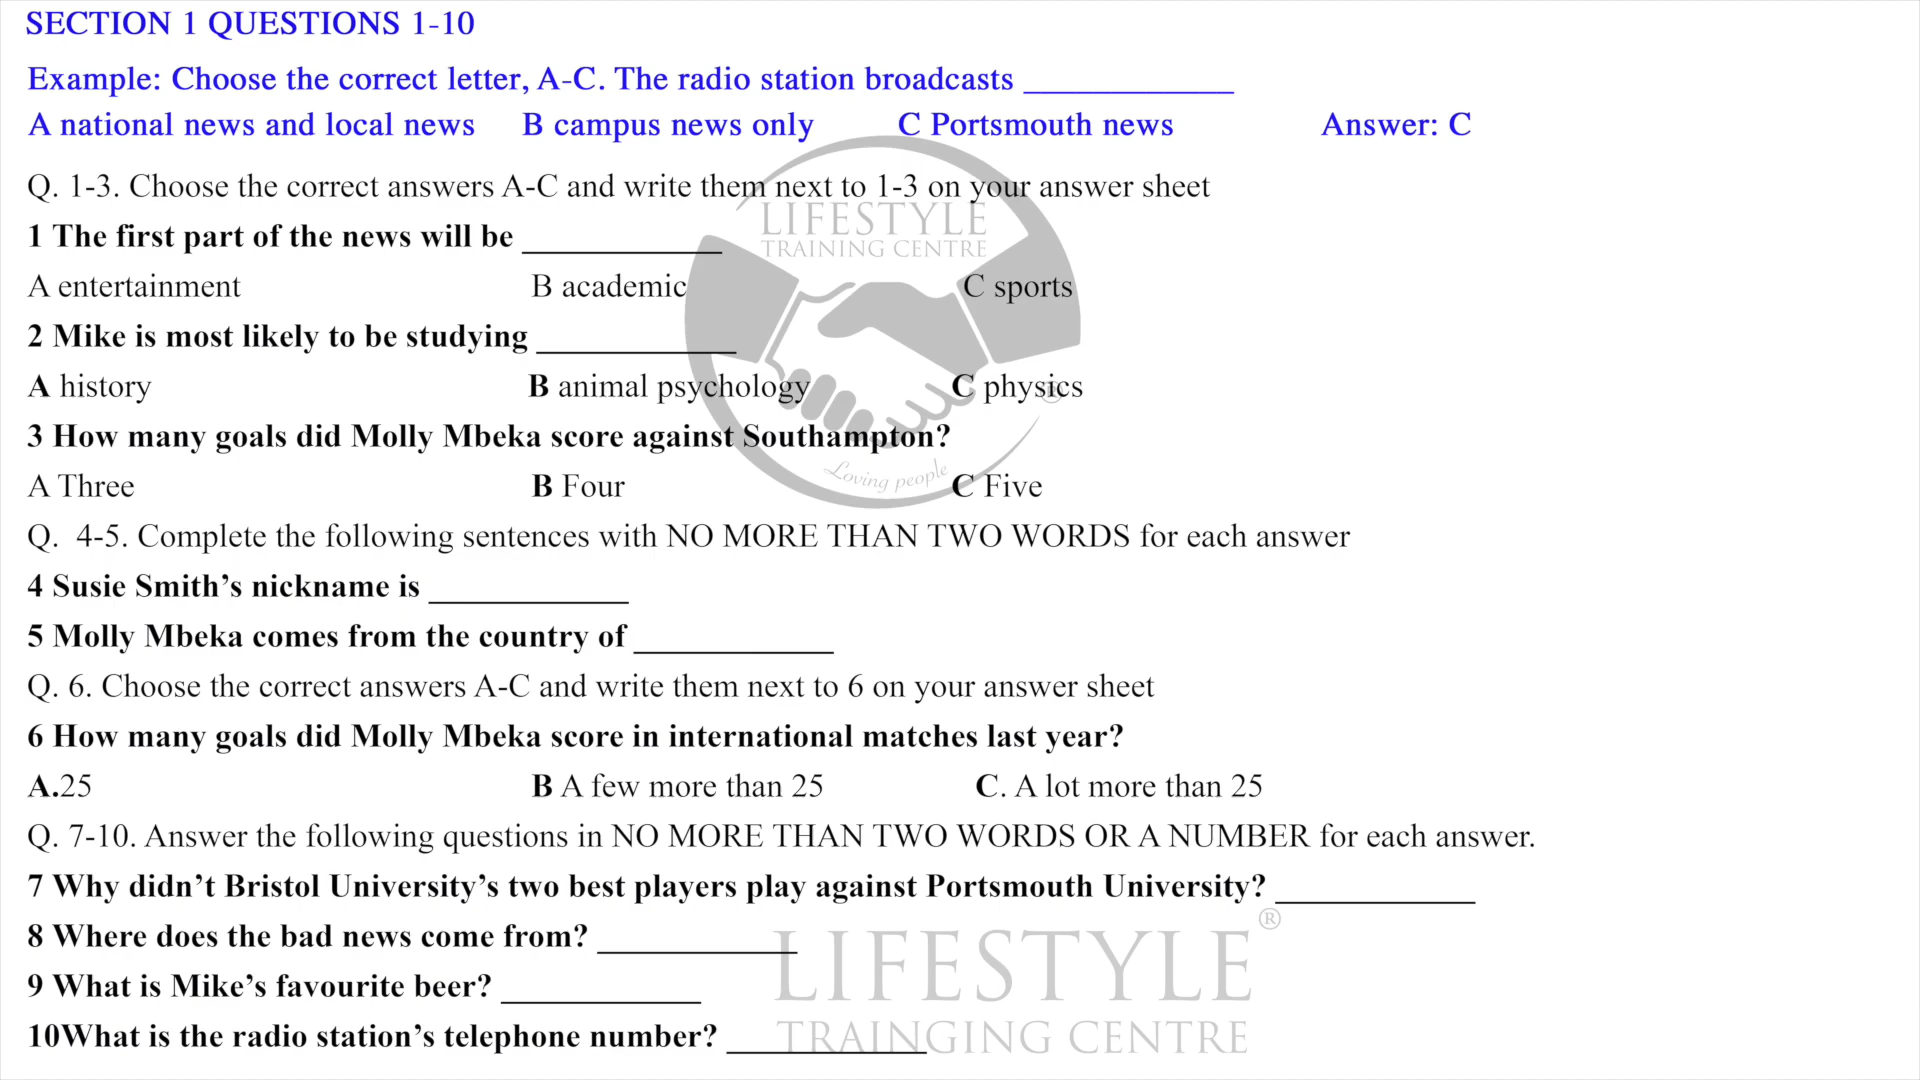 SECTION 1 QUESTIONS 1-10
Example: Choose the correct letter, A-C. The radio station broadcasts _____________
A national news and local news B campus news only C Portsmouth news Answer: C
Q. 1-3. Choose the correct answers A-C and write them next to 1-3 on your answer sheet
LIFESTYLE
1 The first part of the news will be ____________
TRAINING CENTRE
A entertainment B academic C sports
2 Mike is most likely to be studying ____________
A history B animal psychology C physics
®
3 How many goals did Molly Mbeka score against Southampton?
Loving people
A Three B Four C Five
Q. 4-5. Complete the following sentences with NO MORE THAN TWO WORDS for each answer
4 Susie Smith’s nickname is ____________
5 Molly Mbeka comes from the country of ____________
Q. 6. Choose the correct answers A-C and write them next to 6 on your answer sheet
6 How many goals did Molly Mbeka score in international matches last year?
A.25 B A few more than 25 C. A lot more than 25
Q. 7-10. Answer the following questions in NO MORE THAN TWO WORDS OR A NUMBER for each answer.
7 Why didn’t Bristol University’s two best players play against Portsmouth University? ____________
8 Where does the bad news come from? ____________
LIFESTYLE®
9 What is Mike’s favourite beer? ____________
10What is the radio station’s telephone number? ____________
TRAINGING CENTRE